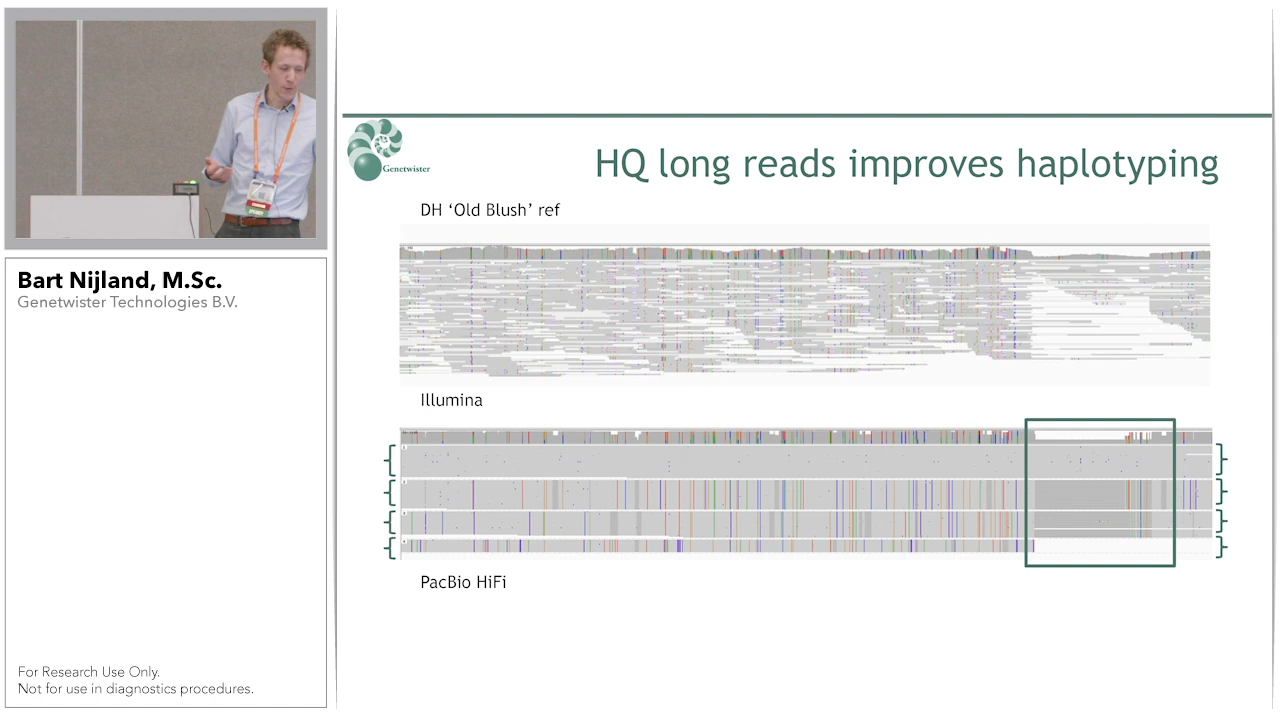 Bart Nijland, M.Sc.
Genetwister Technologies B.V.
For Research Use Only.
Not for use in diagnostics procedures.
Genetwister
HQ long reads improves haplotyping
DH ‘Old Blush’ ref
Illumina
PacBio HiFi